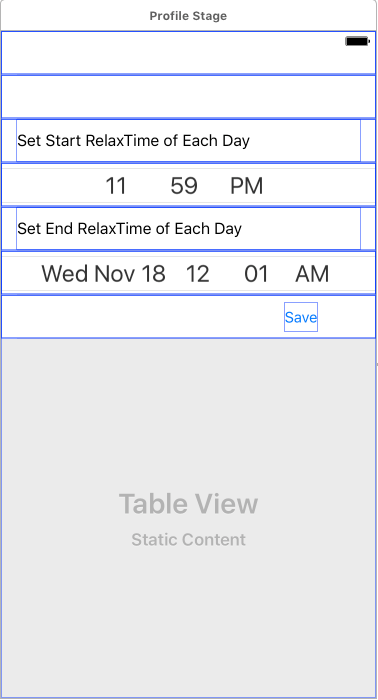 Profile Stage
Set Start RelaxTime of Each Day
11 59 PM
Set End RelaxTime of Each Day
Wed Nov 18 12 01 AM
Save
Table View
Static Content